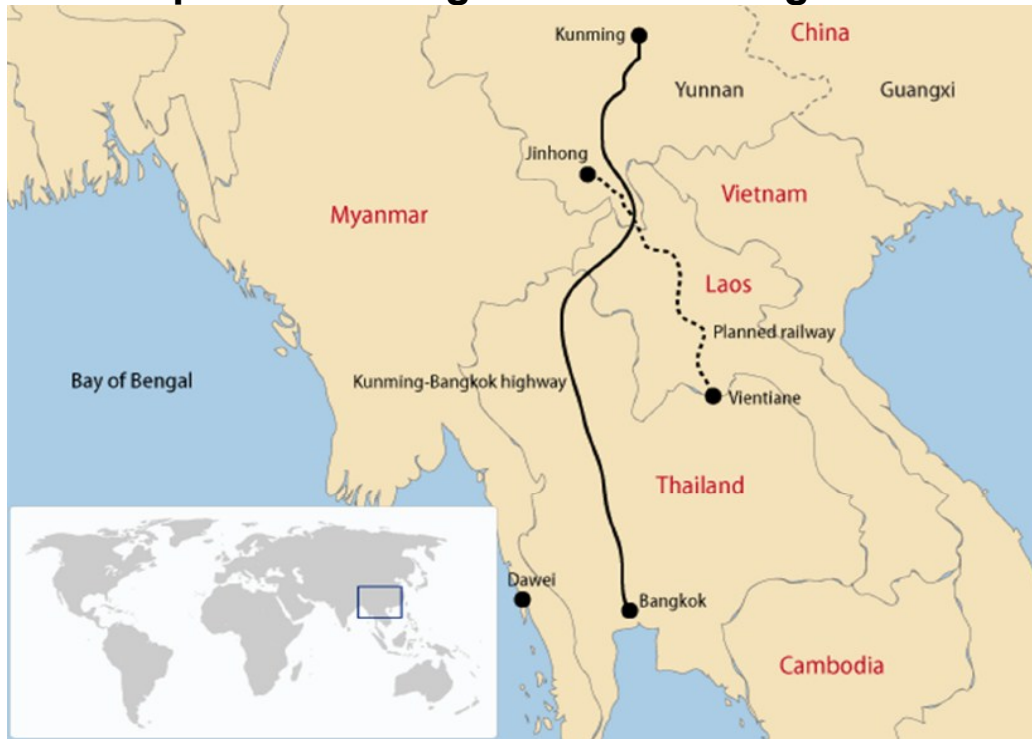 Kunming
China
Yunnan
Guangxi
Jinhong
Vietnam
Myanmar
Laos
Planned railway
Bay of Bengal
Kunming-Bangkok highway
Vientiane
Thailand
Dawei
Bangkok
Cambodia